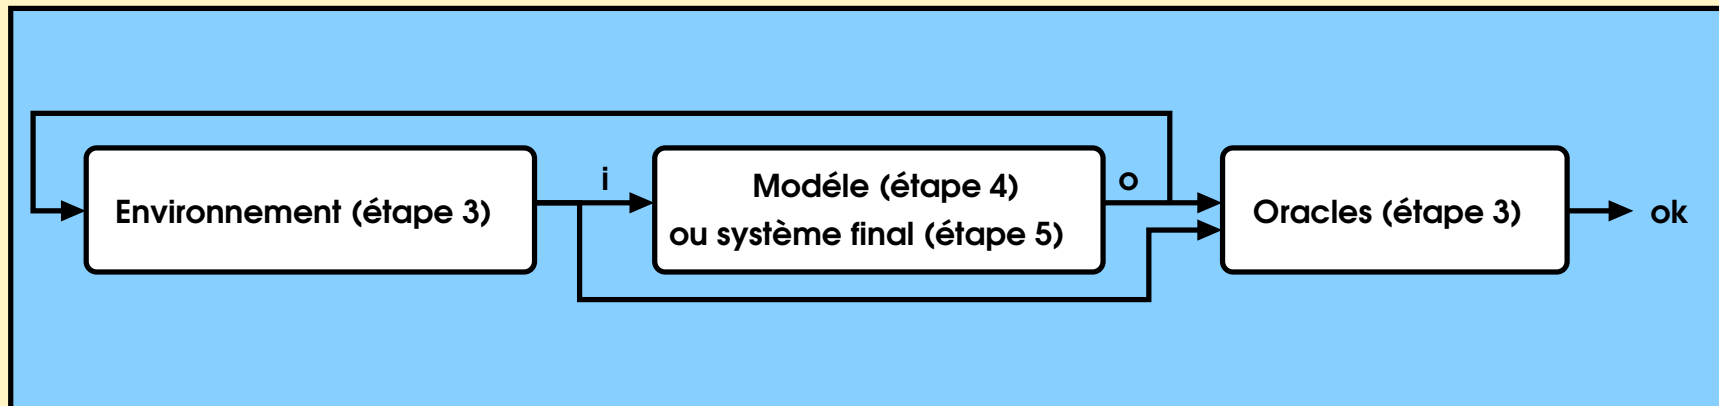 i
o
Environnement (étape 3)
Modéle (étape 4)
ou système final (étape 5)
Oracles (étape 3)
ok